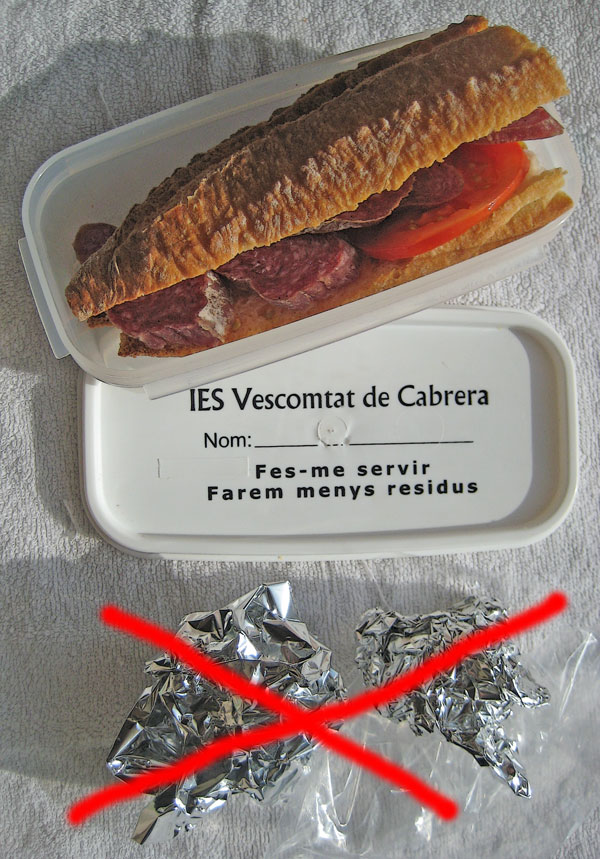 IES Vescomtat de Cabrera
Nom:
Fes-me servir
Farem menys residus